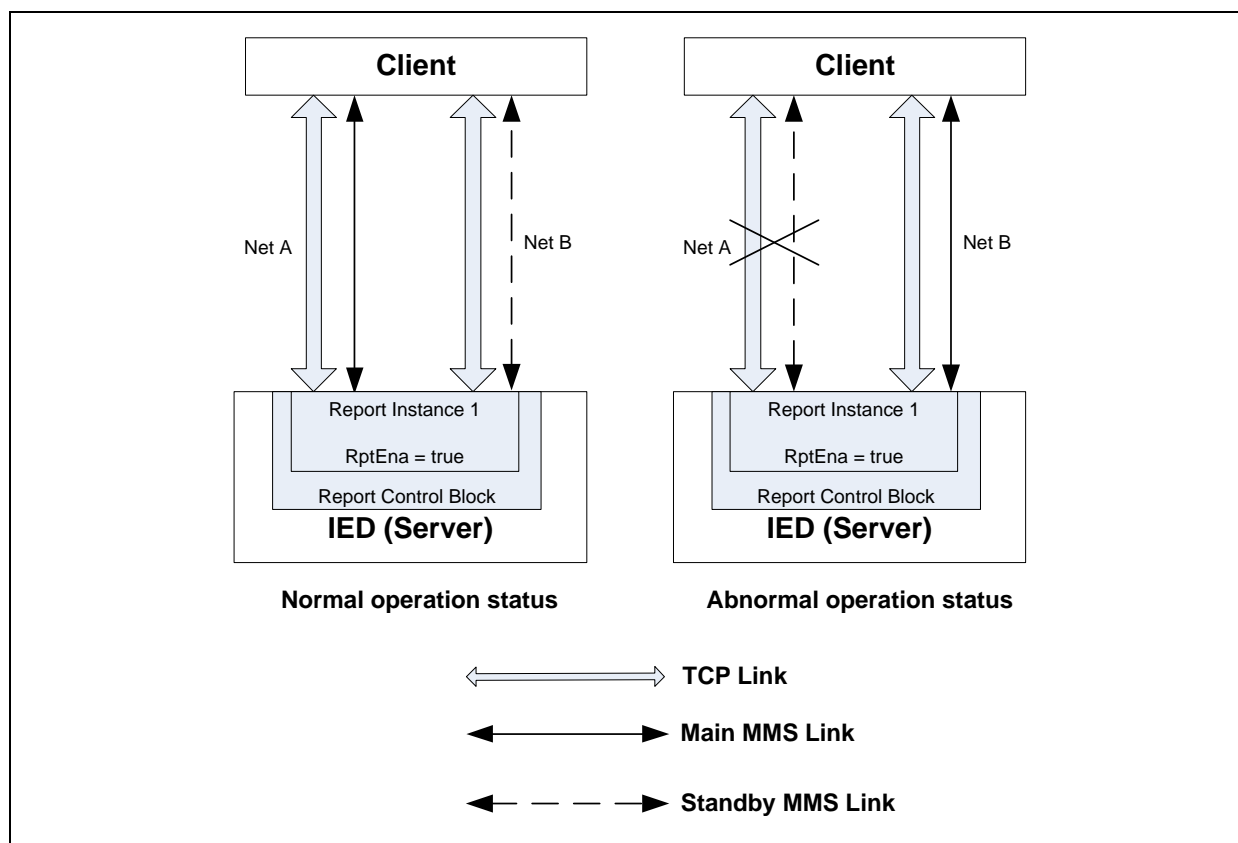 Client
Net A
Net B
Report Instance 1
RptEna = true
Report Control Block
IED (Server)
Normal operation status
Client
Net A
Net B
Report Instance 1
RptEna = true
Report Control Block
IED (Server)
Abnormal operation status
TCP Link
Main MMS Link
Standby MMS Link